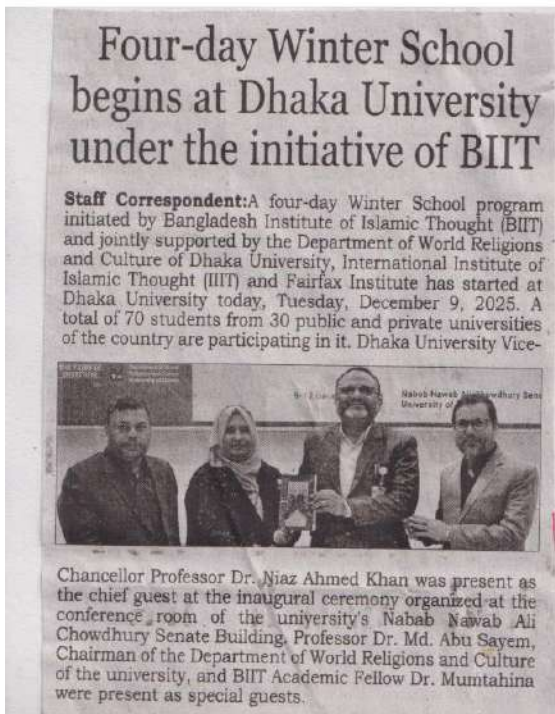 Four-day Winter School
begins at Dhaka University
under the initiative of BIIT
Staff Correspondent:A four-day Winter School program
initiated by Bangladesh Institute of Islamic Thought (BIIT)
and jointly supported by the Department of World Religions
and Culture of Dhaka University, International Institute of
Islamic Thought (IIIT) and Fairfax Institute has started at
Dhaka University today, Tuesday, December 9, 2025. A
total of 70 students from 30 public and private universities
of the country are participating in it. Dhaka University Vice-
Nabab Nawab Ali Chowdhury Sena
University of
Chancellor Professor Dr. Niaz Ahmed Khan was present as
the chief guest at the inaugural ceremony organized at the
conference room of the university's Nabab Nawab Ali
Chowdhury Senate Building. Professor Dr. Md. Abu Sayem,
Chairman of the Department of World Religions and Culture
of the university, and BIIT Academic Fellow Dr. Mumtahina
were present as special guests.